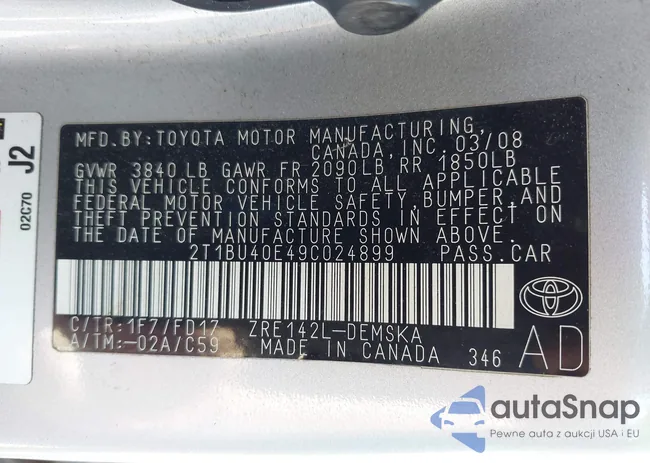 MFD.BY:TOYOTA MOTOR MANUFACTURING,
CANADA, INC. 03/08
GVWR 3840 LB GAWR FR 2090LB, RR 1850LB
THIS VEHICLE CONFORMS TO ALL APPLICABLE
FEDERAL MOTOR VEHICLE SAFETY,BUMPER,AND
THEFT PREVENTION STANDARDS IN EFFECT ON
THE DATE OF MANUFACTURE SHOWN ABOVE.
2T1BU40E49C024899 PASS.CAR
C/TR:1F7/FD17 ZRE142L-DEMSKA
A/TM:-02A/C59 MADE IN CANADA 346
AD
J2
02C70
autaSnap
Pewne auta z aukcji USA i EU